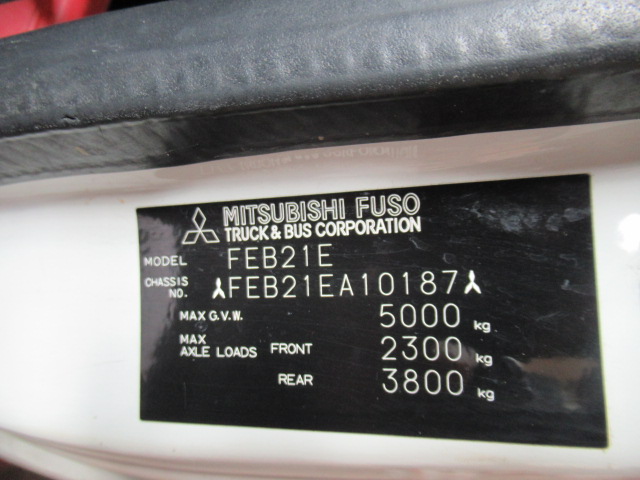 MITSUBISHI FUSO
TRUCK & BUS CORPORATION
MODEL FEB21E
CHASSIS NO. FEB21EA10187
MAX G.V.W. 5000 kg
MAX AXLE LOADS FRONT 2300 kg
REAR 3800 kg